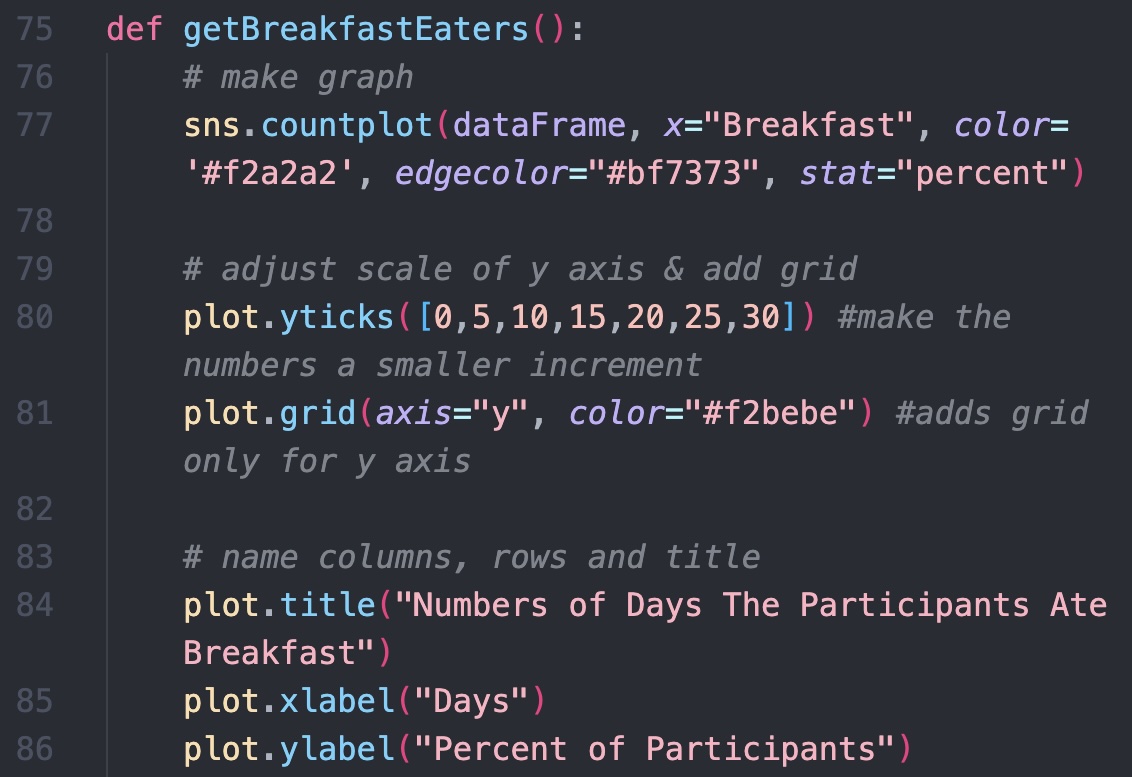 75 def getBreakfastEaters():
76     # make graph
77     sns.countplot(dataFrame, x="Breakfast", color=
    '#f2a2a2', edgecolor="#bf7373", stat="percent")
78
79     # adjust scale of y axis & add grid
80     plot.yticks([0,5,10,15,20,25,30]) #make the
    numbers a smaller increment
81     plot.grid(axis="y", color="#f2bebe") #adds grid
    only for y axis
82
83     # name columns, rows and title
84     plot.title("Numbers of Days The Participants Ate
    Breakfast")
85     plot.xlabel("Days")
86     plot.ylabel("Percent of Participants")